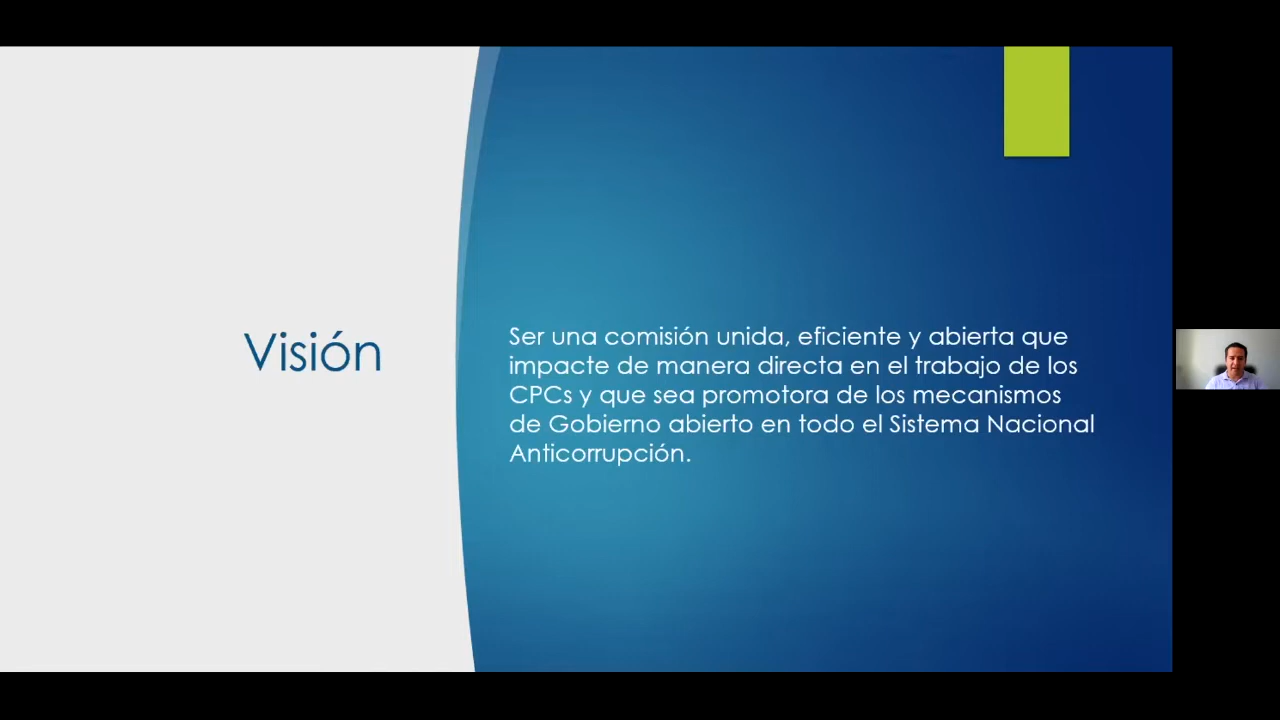 Visión
Ser una comisión unida, eficiente y abierta que
impacte de manera directa en el trabajo de los
CPCs y que sea promotora de los mecanismos
de Gobierno abierto en todo el Sistema Nacional
Anticorrupción.